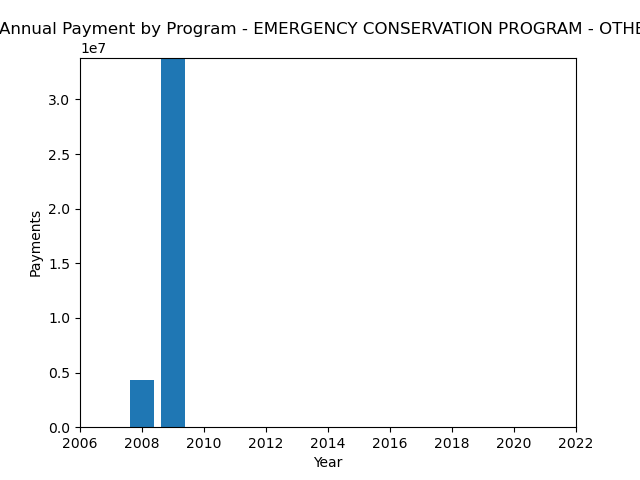 Annual Payment by Program - EMERGENCY CONSERVATION PROGRAM - OTHE
1e7
3.0
2.5
2.0
1.5
1.0
0.5
0.0
Payments
2006 2008 2010 2012 2014 2016 2018 2020 2022
Year